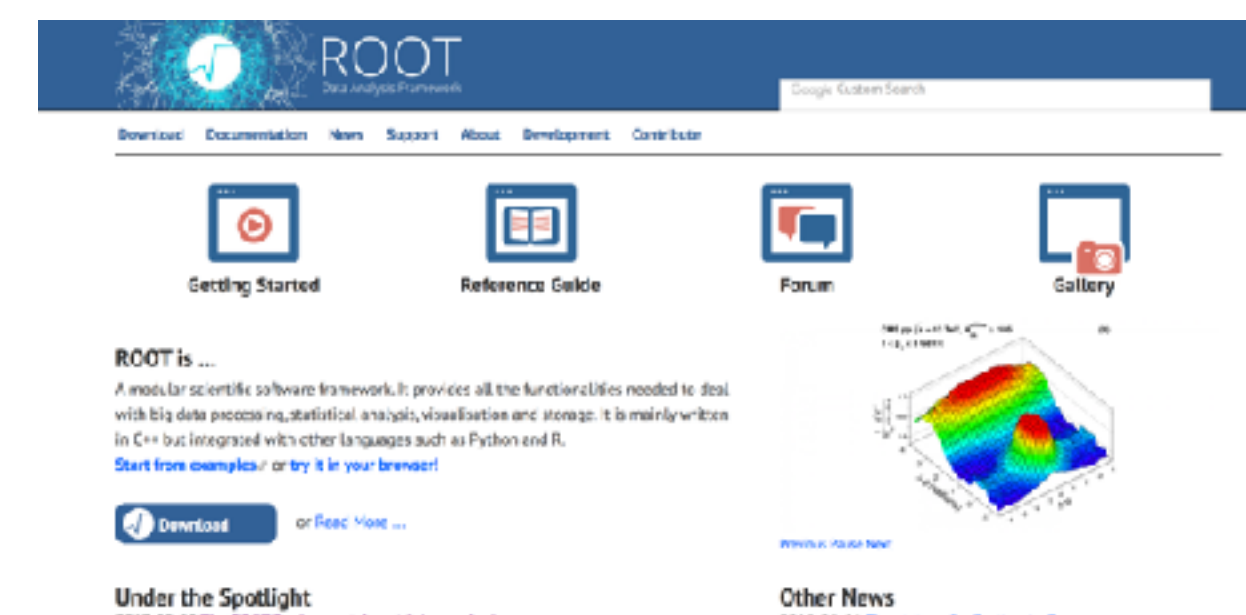 ROOT
Data Analysis Framework
Google Custom Search
Download Documentation News Support About Development Contribute
Getting Started
Reference Guide
Forum
Gallery
ROOT is ...
A modular scientific software framework. It provides all the functionalities needed to deal
with big data processing, statistical analysis, visualisation and storage. It is mainly written
in C++ but integrated with other languages such as Python and R.
Start from examples or try it in your browser!
Download
or Read More ...
Previous Pause Next
Under the Spotlight
Other News